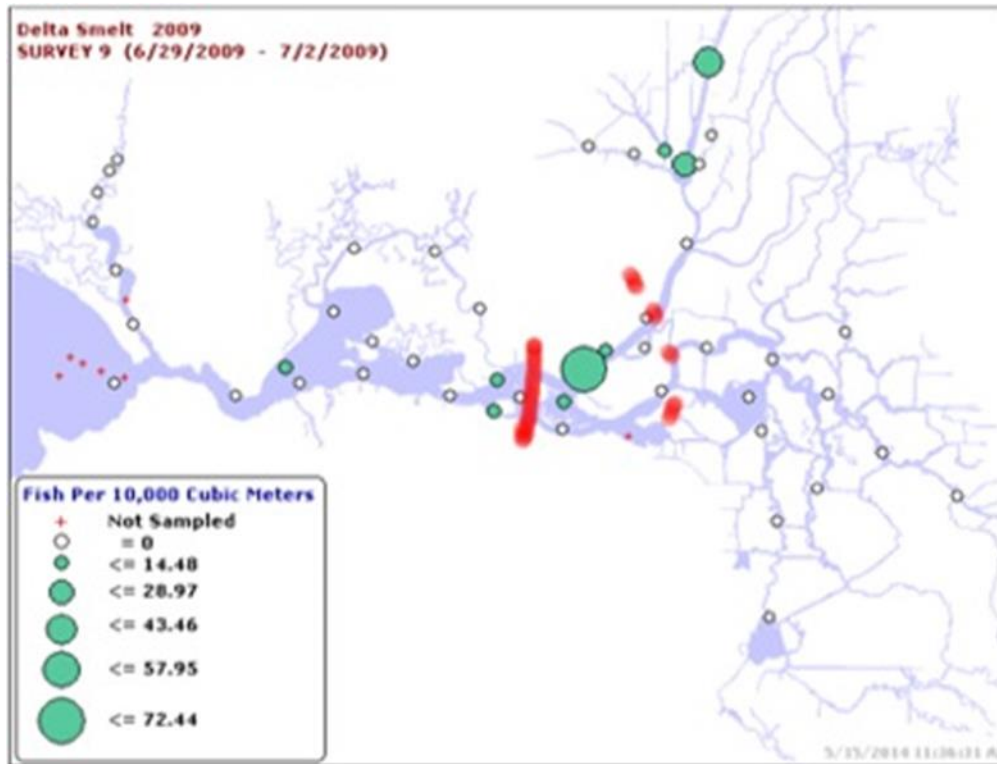 Delta Smelt 2009
SURVEY 9 (6/29/2009 - 7/2/2009)
Fish Per 10,000 Cubic Meters
Not Sampled
= 0
<= 14.48
<= 28.97
<= 43.46
<= 57.95
<= 72.44